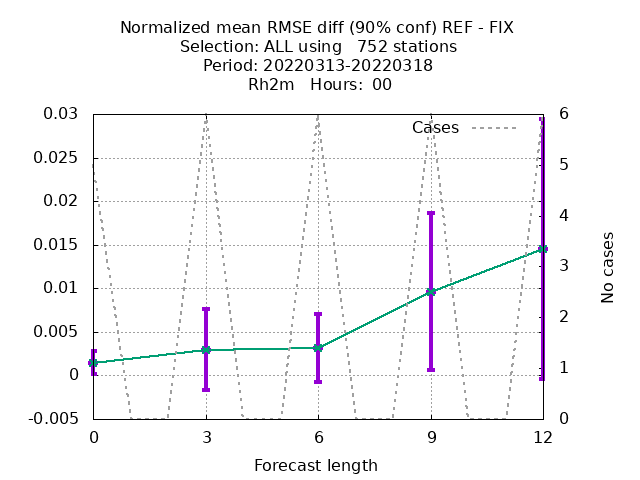 Normalized mean RMSE diff (90% conf) REF - FIX
Selection: ALL using   752 stations
Period: 20220313-20220318
Rh2m   Hours:  00
Cases
0.03
0.025
0.02
0.015
0.01
0.005
0
-0.005
6
5
4
3
2
1
0
No cases
0 3 6 9 12
Forecast length